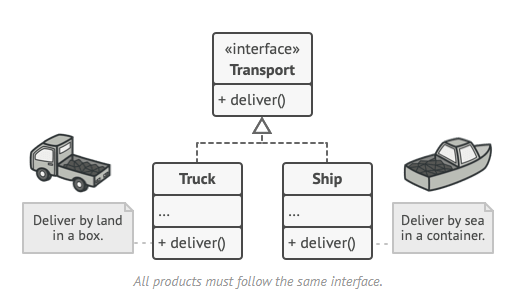 «interface»
Transport
+ deliver()
Truck
...
+ deliver()
Ship
...
+ deliver()
Deliver by land
in a box.
Deliver by sea
in a container.
All products must follow the same interface.